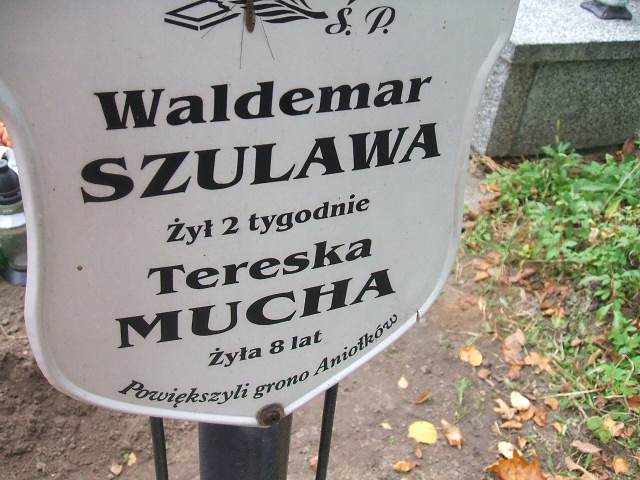 Ś. P.
Waldemar
SZULAWA
Żył 2 tygodnie
Tereska
MUCHA
Żyła 8 lat
Powiększyli grono Aniołków